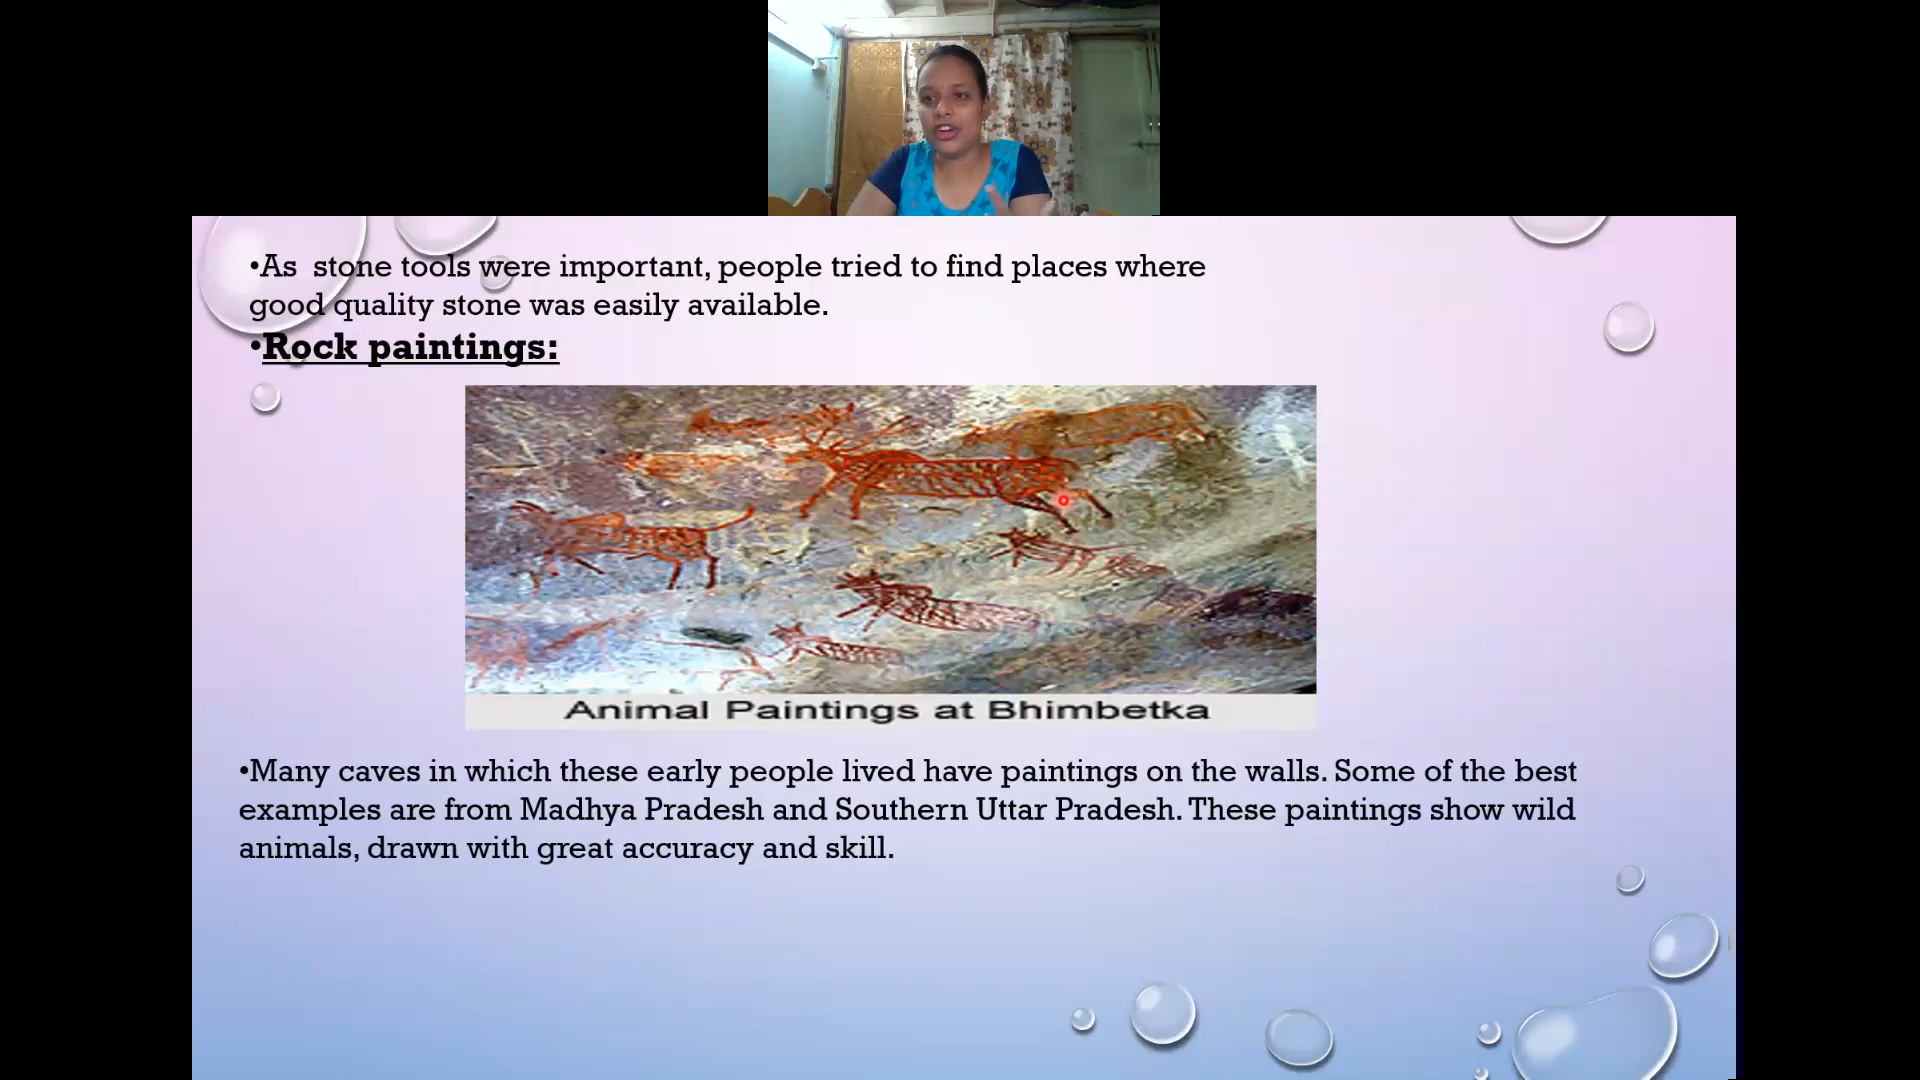 •As stone tools were important, people tried to find places where
good quality stone was easily available.
•Rock paintings:
Animal Paintings at Bhimbetka
•Many caves in which these early people lived have paintings on the walls. Some of the best
examples are from Madhya Pradesh and Southern Uttar Pradesh. These paintings show wild
animals, drawn with great accuracy and skill.